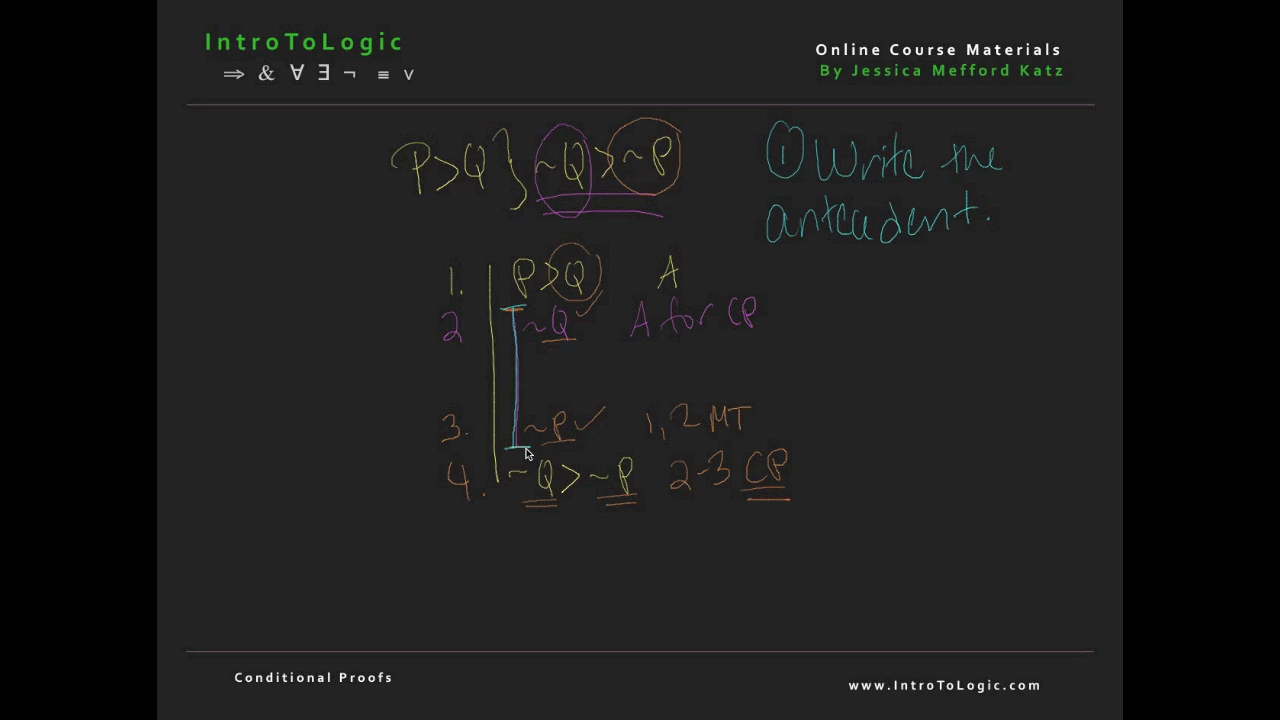 IntroToLogic
⇒ & ∀ ∃ ¬ ≡ v
Online Course Materials
By Jessica Mefford Katz
P>Q } ~Q > ~P
① Write the
antecedent.
1. P>Q A
2 ~Q A for CP
3. ~P ✓ 1,2 MT
4. ~Q > ~P 2-3 CP
Conditional Proofs
www.IntroToLogic.com